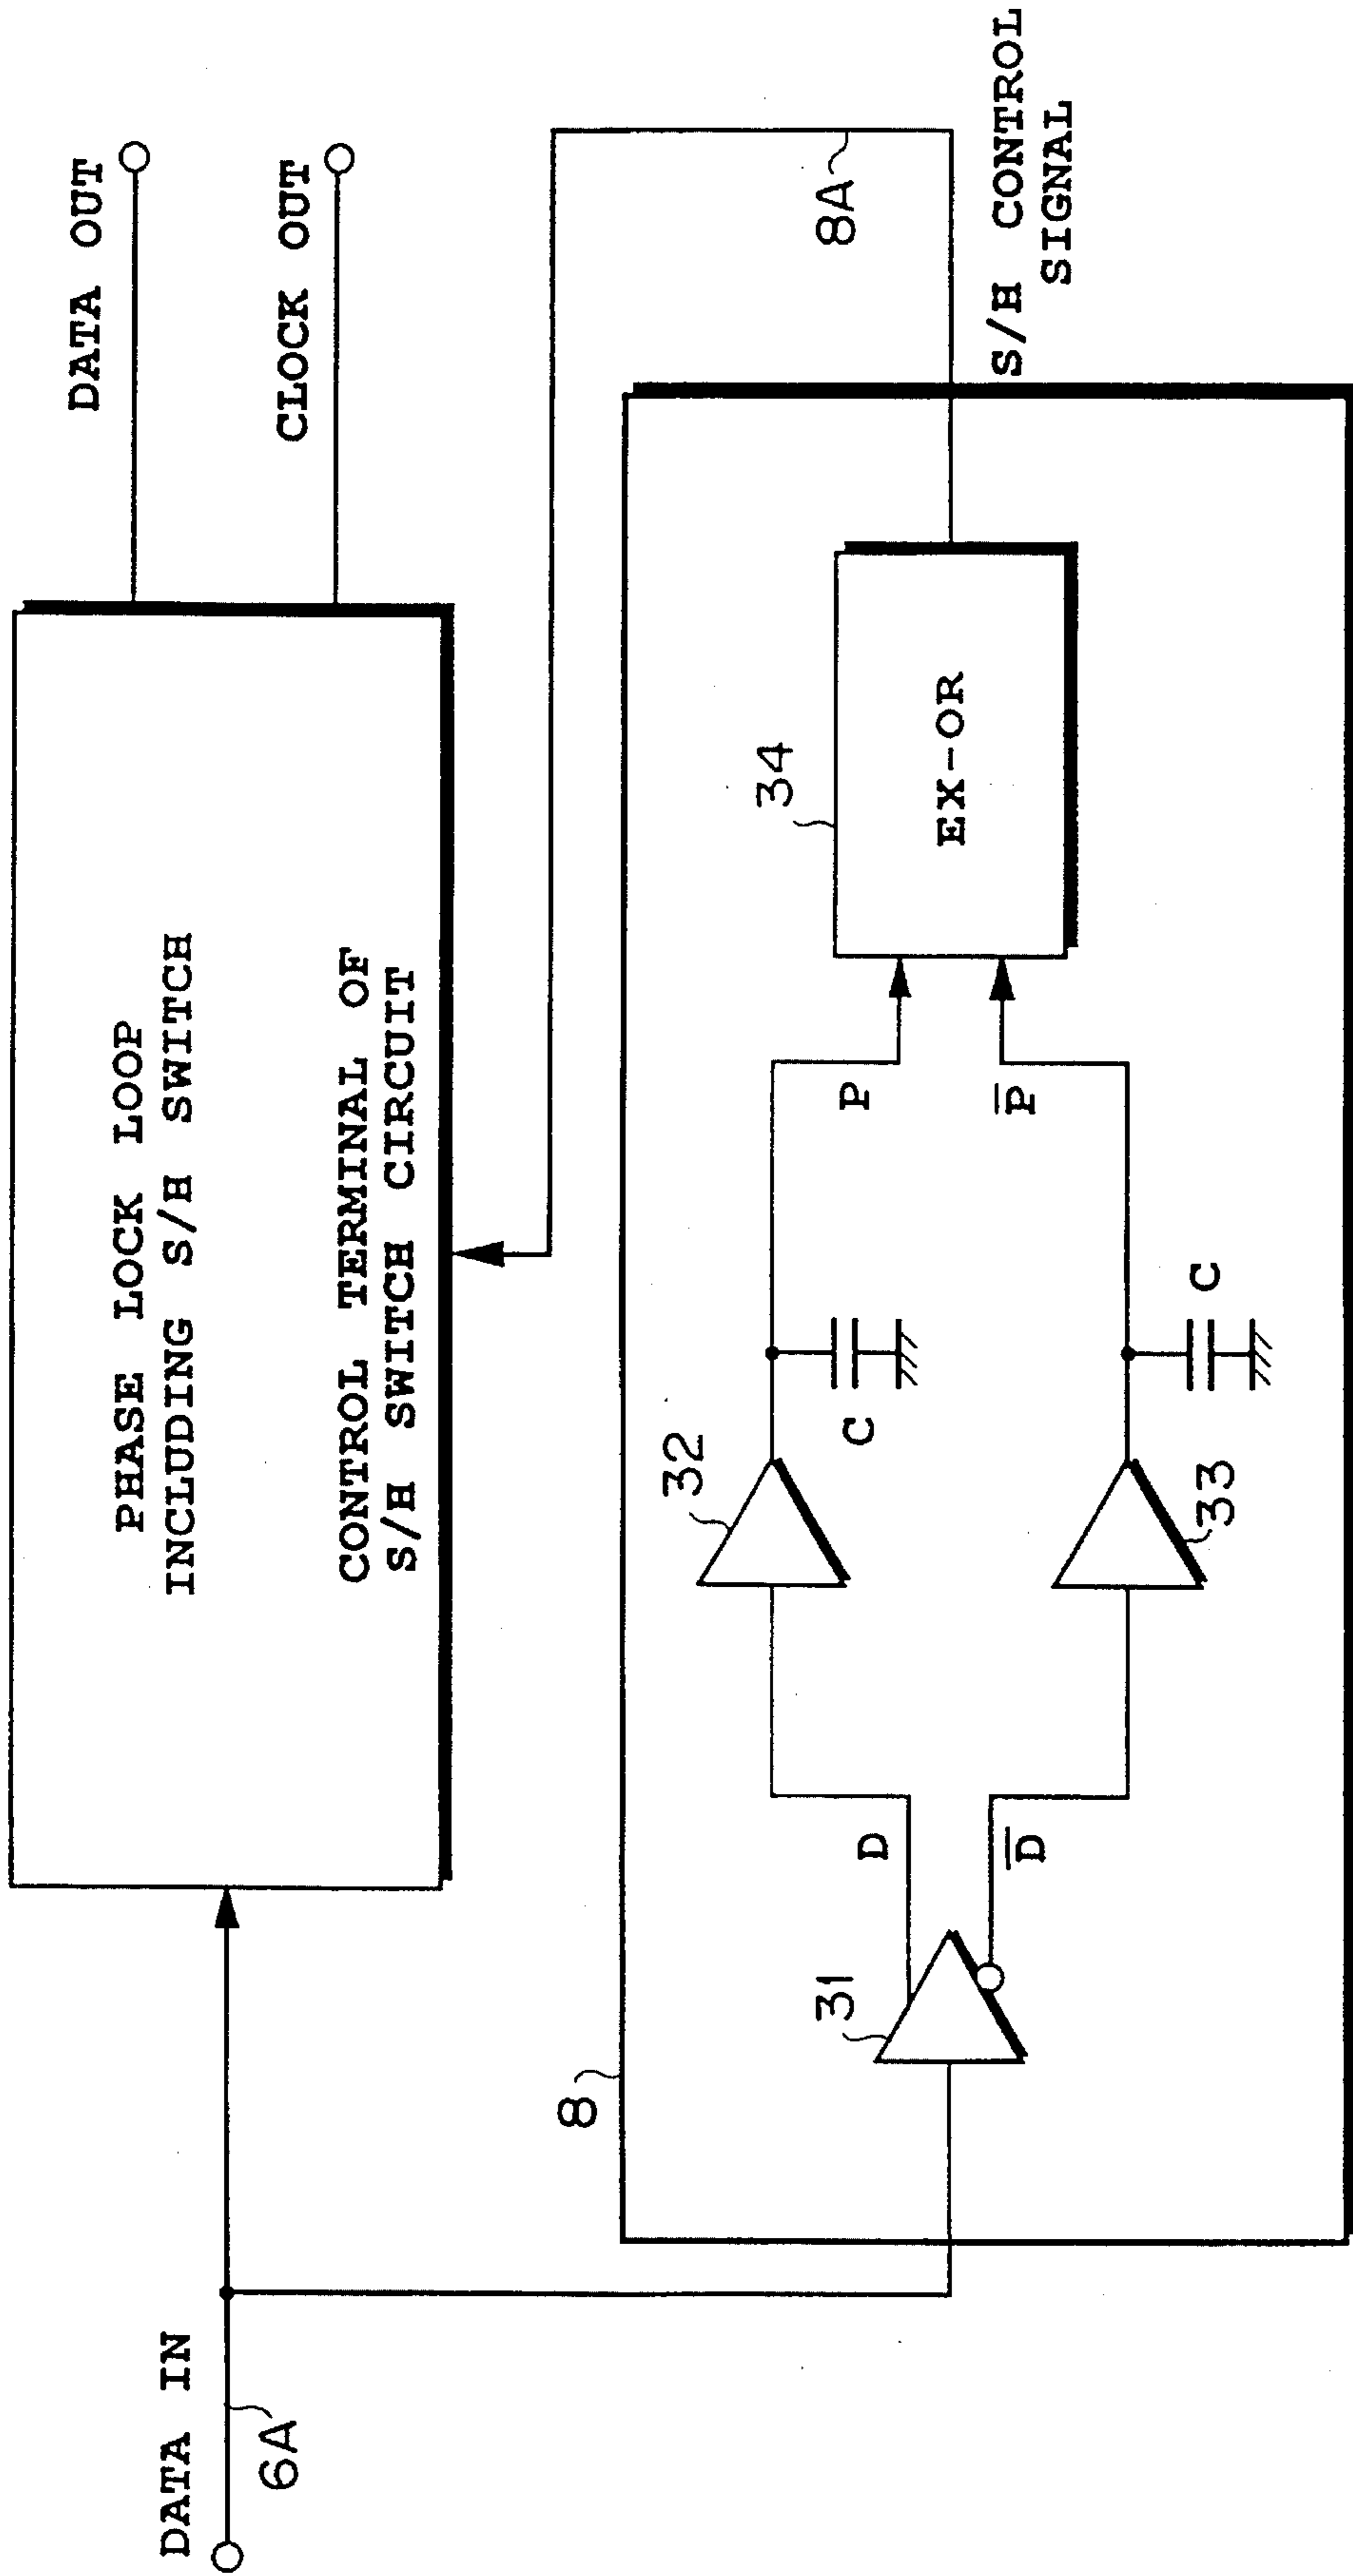 DATA IN
6A
PHASE LOCK LOOP
INCLUDING S/H SWITCH
CONTROL TERMINAL OF
S/H SWITCH CIRCUIT
DATA OUT
CLOCK OUT
8
31
D
D̅
32
33
C
C
P
P̅
34
EX-OR
8A
S/H CONTROL
SIGNAL